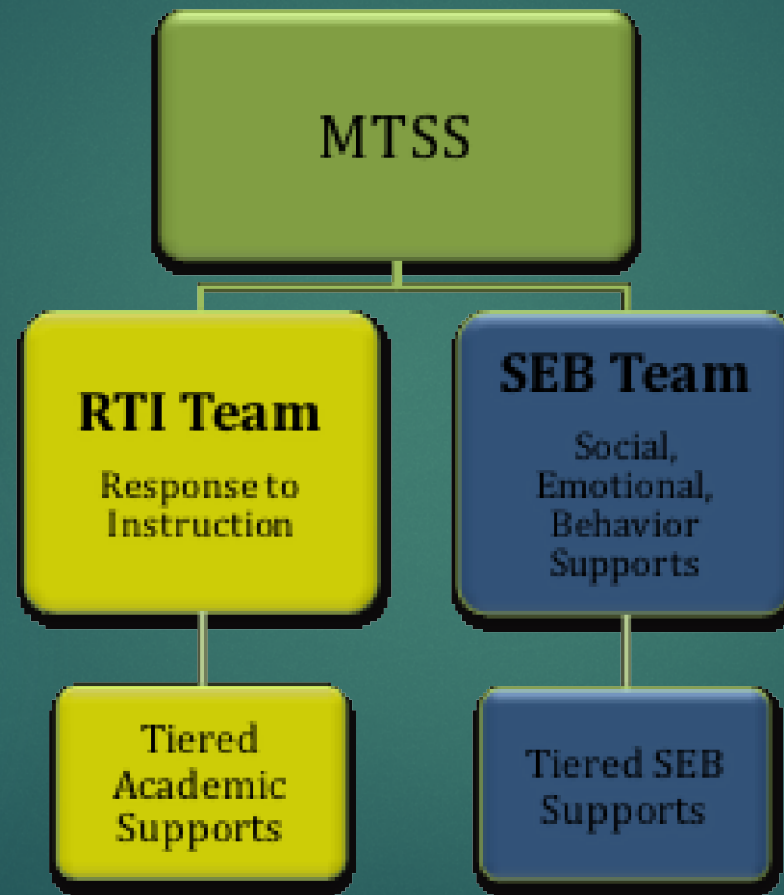 MTSS
RTI Team
Response to
Instruction
SEB Team
Social,
Emotional,
Behavior
Supports
Tiered
Academic
Supports
Tiered SEB
Supports